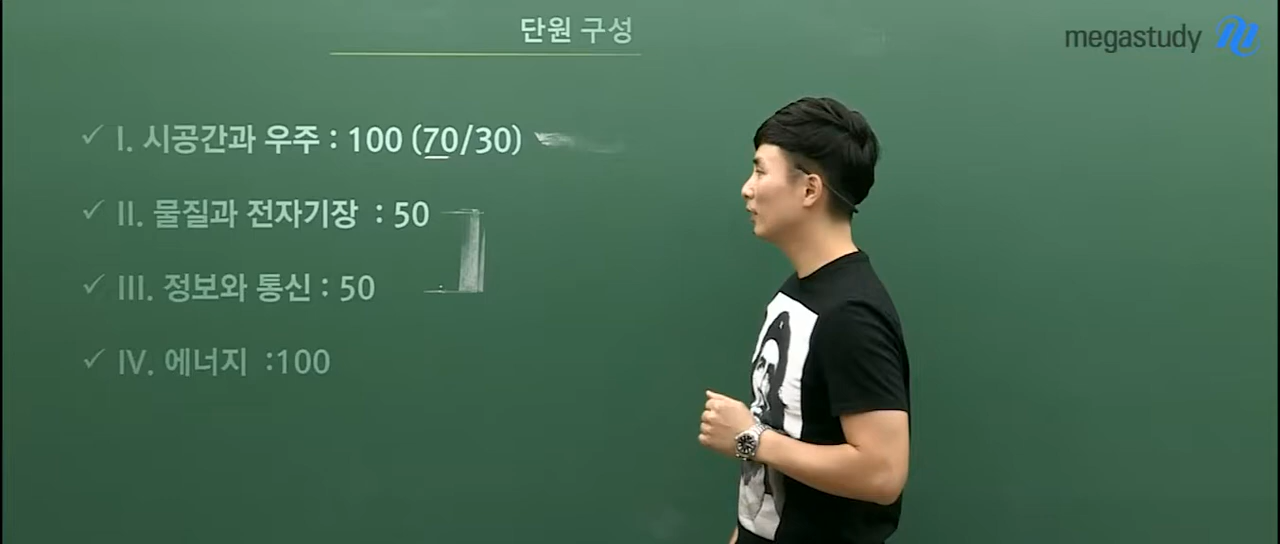 단원 구성
megastudy
✓ I. 시공간과 우주 : 100 (70/30)
✓ II. 물질과 전자기장 : 50
✓ III. 정보와 통신 : 50
✓ IV. 에너지 :100